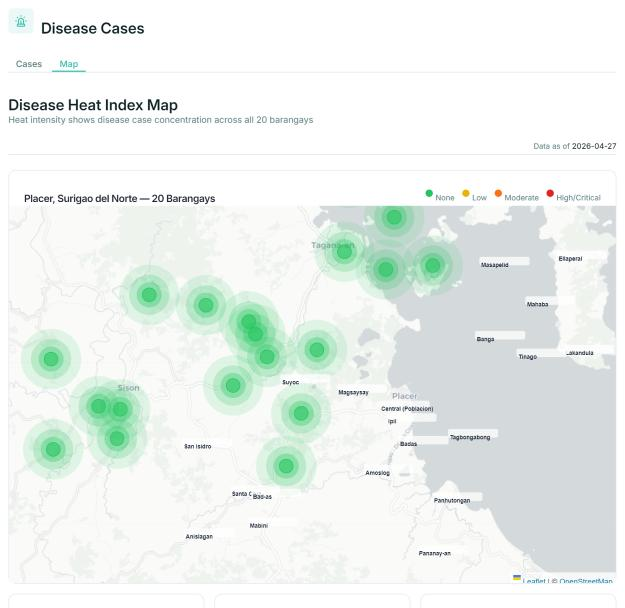 Disease Cases
Cases Map
Disease Heat Index Map
Heat intensity shows disease case concentration across all 20 barangays
Data as of 2026-04-27
Placer, Surigao del Norte — 20 Barangays
None Low Moderate High/Critical
Masapelid
Ellaperal
Mahaba
Banga
Tinago
Lakandula
Suyoc
Sison
Magsaysay
Placer
Central (Poblacion)
Ipil
Badas
Tagbongabong
San Isidro
Amoslog
Santa
Bad-as
Panhutongan
Mabini
Anislagan
Pananay-an
Leaflet | © OpenStreetMap